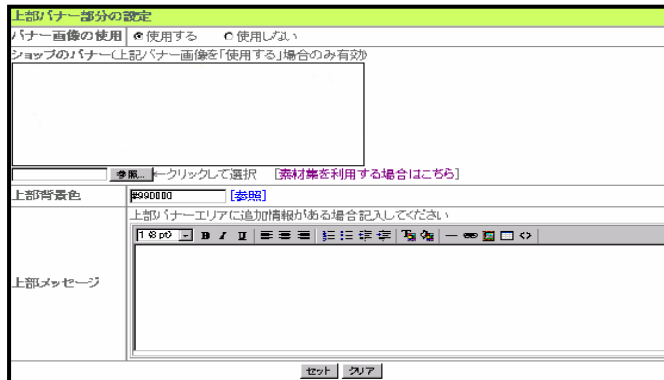 上部バナー部分の設定
バナー画像の使用 使用する 使用しない
ショップのバナー(上記バナー画像を「使用する」場合のみ有効)
参照... ←クリックして選択 [素材集を利用する場合はこちら]
上部背景色 #990000 [参照]
上部バナーエリアに追加情報がある場合記入してください
B I U
上部メッセージ
セット クリア